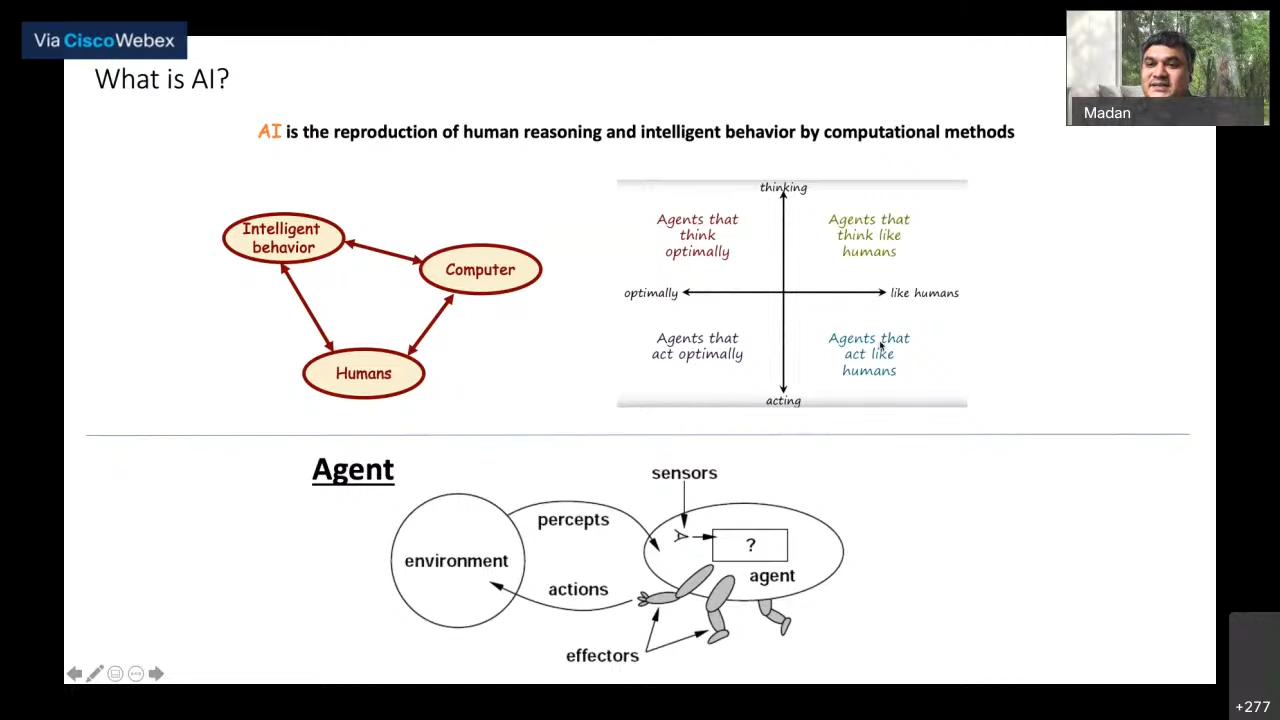 Via CiscoWebex
What is AI?
Madan
AI is the reproduction of human reasoning and intelligent behavior by computational methods
Intelligent
behavior
Computer
Humans
thinking
Agents that
think
optimally
Agents that
think like
humans
optimally
like humans
Agents that
act optimally
Agents that
act like
humans
acting
Agent
sensors
percepts
environment
?
agent
actions
effectors
+277